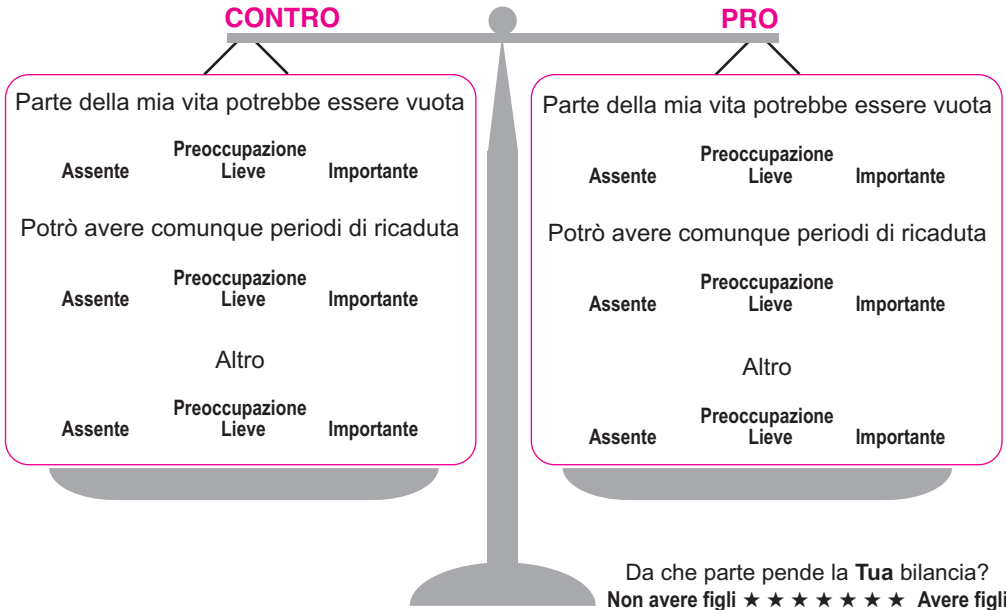 CONTRO
Parte della mia vita potrebbe essere vuota
Preoccupazione
Assente Lieve Importante
Potrò avere comunque periodi di ricaduta
Preoccupazione
Assente Lieve Importante
Altro
Preoccupazione
Assente Lieve Importante
PRO
Parte della mia vita potrebbe essere vuota
Preoccupazione
Assente Lieve Importante
Potrò avere comunque periodi di ricaduta
Preoccupazione
Assente Lieve Importante
Altro
Preoccupazione
Assente Lieve Importante
Da che parte pende la Tua bilancia?
Non avere figli ★ ★ ★ ★ ★ ★ ★ Avere figli